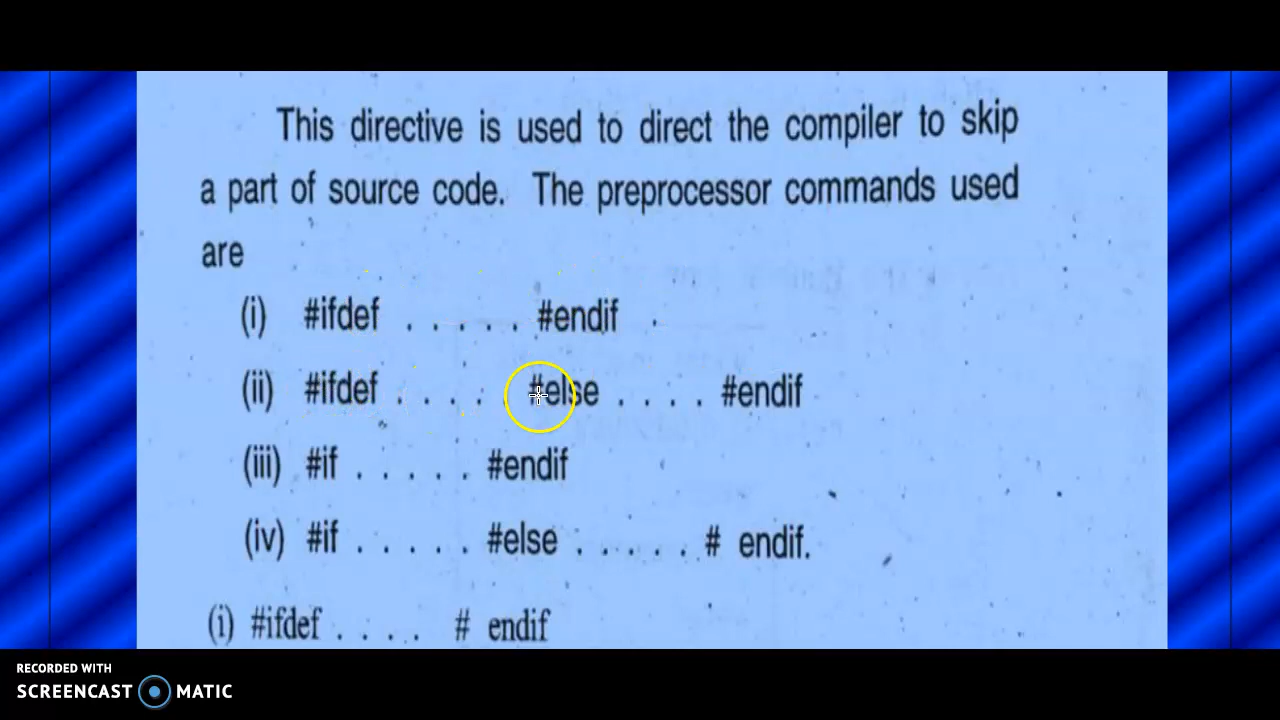 This directive is used to direct the compiler to skip
a part of source code. The preprocessor commands used
are
(i) #ifdef . . . . . #endif
(ii) #ifdef . . . . . #else . . . . #endif
(iii) #if . . . . . #endif
(iv) #if . . . . . #else . . . . . # endif.
(i) #ifdef . . . . # endif
RECORDED WITH
SCREENCAST MATIC